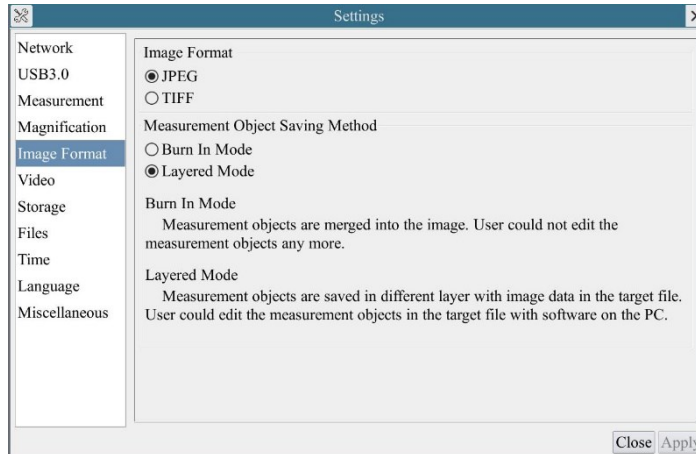 Settings
Network
USB3.0
Measurement
Magnification
Image Format
Video
Storage
Files
Time
Language
Miscellaneous
Image Format
JPEG
TIFF
Measurement Object Saving Method
Burn In Mode
Layered Mode
Burn In Mode
Measurement objects are merged into the image. User could not edit the
measurement objects any more.
Layered Mode
Measurement objects are saved in different layer with image data in the target file.
User could edit the measurement objects in the target file with software on the PC.
Close
Apply